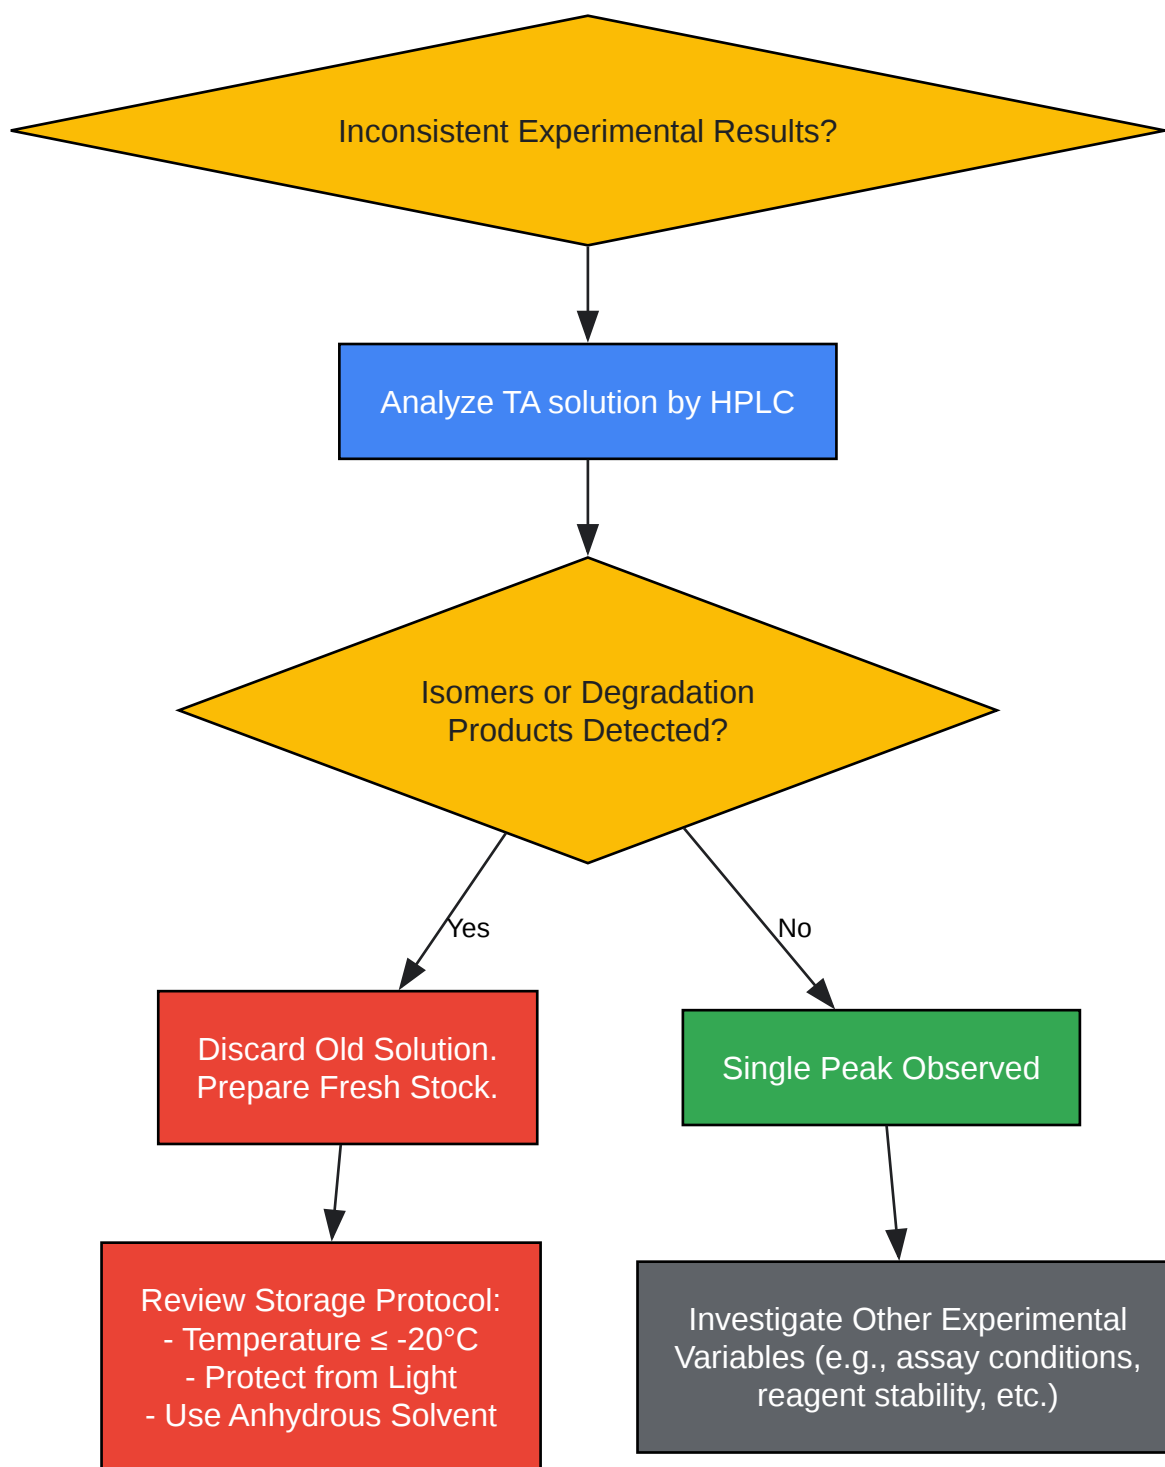 Inconsistent Experimental Results?
Analyze TA solution by HPLC
Isomers or Degradation
Products Detected?
Yes
No
Discard Old Solution.
Prepare Fresh Stock.
Single Peak Observed
Review Storage Protocol:
- Temperature ≤ -20°C
- Protect from Light
- Use Anhydrous Solvent
Investigate Other Experimental
Variables (e.g., assay conditions,
reagent stability, etc.)